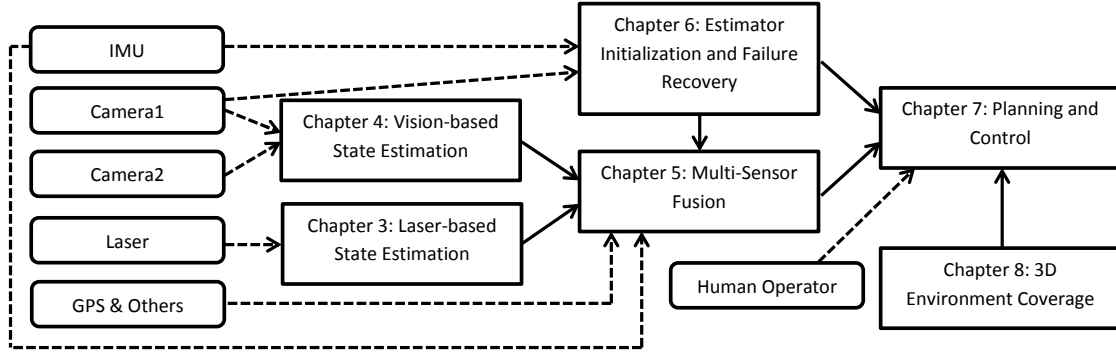 IMU
Camera1
Camera2
Laser
GPS & Others
Chapter 4: Vision-based
State Estimation
Chapter 3: Laser-based
State Estimation
Chapter 6: Estimator
Initialization and Failure
Recovery
Chapter 5: Multi-Sensor
Fusion
Human Operator
Chapter 7: Planning and
Control
Chapter 8: 3D
Environment Coverage